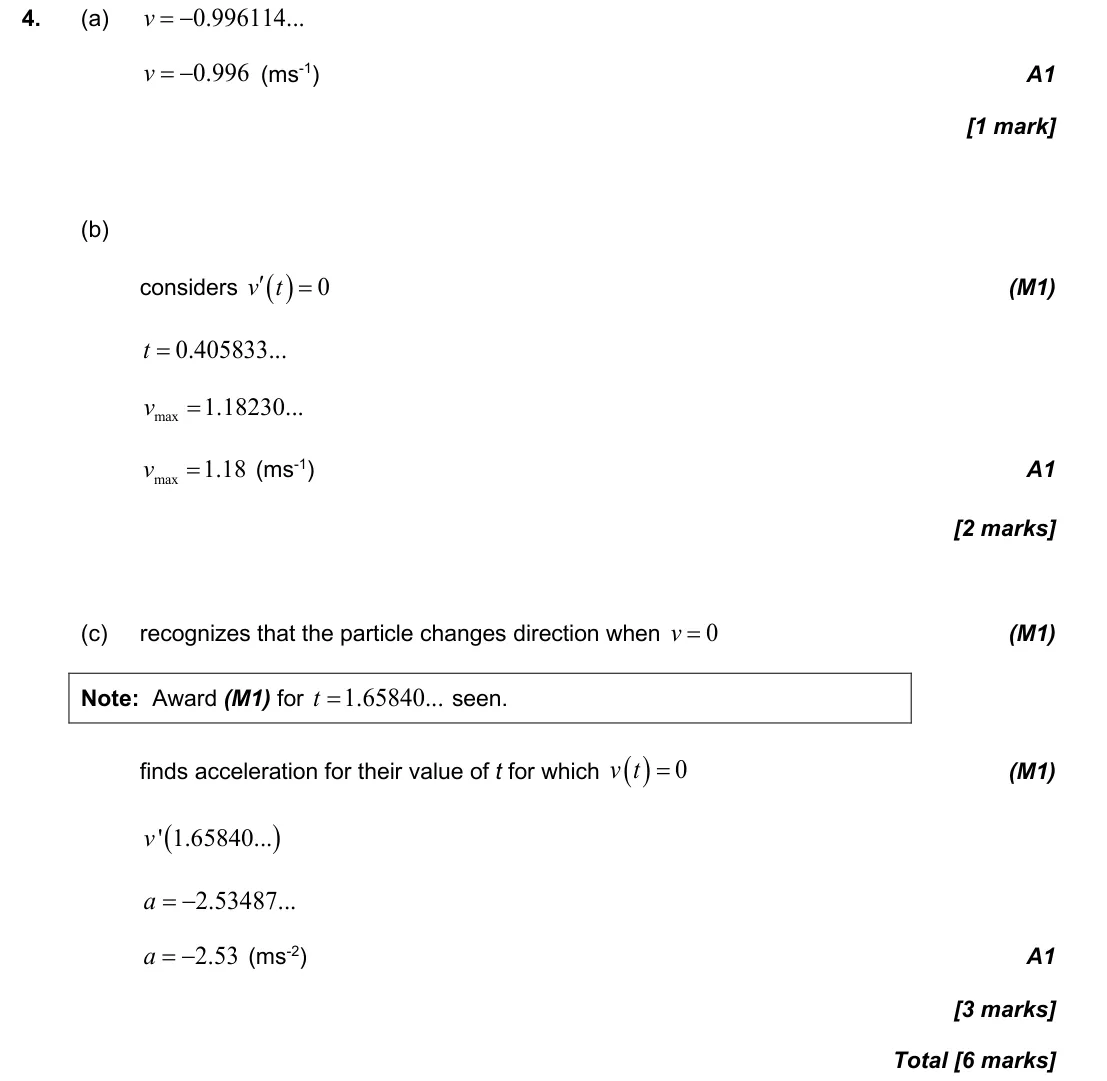 4. (a) v = −0.996114...
v = −0.996 (ms⁻¹) A1
[1 mark]
(b)
considers v′(t) = 0 (M1)
t = 0.405833...
vₘₐₓ = 1.18230...
vₘₐₓ = 1.18 (ms⁻¹) A1
[2 marks]
(c) recognizes that the particle changes direction when v = 0 (M1)
Note: Award (M1) for t = 1.65840... seen.
finds acceleration for their value of t for which v(t) = 0 (M1)
v'(1.65840...)
a = −2.53487...
a = −2.53 (ms⁻²) A1
[3 marks]
Total [6 marks]